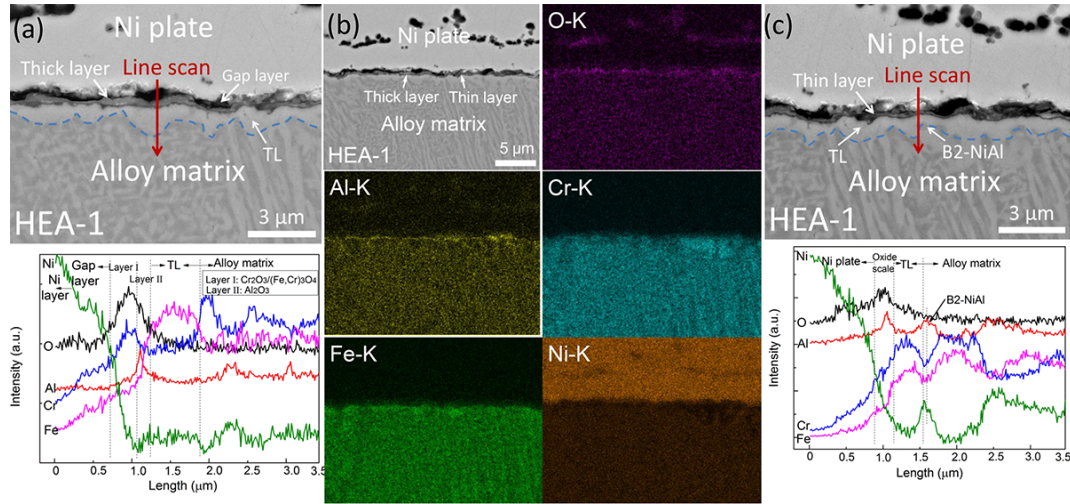 (a)
Ni plate
Thick layer
Line scan
Gap layer
TL
Alloy matrix
HEA-1
3 μm
Ni
Gap layer
Layer I
Layer II
TL
Alloy matrix
Ni layer
Layer I: Cr2O3/(Fe,Cr)3O4
Layer II: Al2O3
O
Al
Cr
Fe
Intensity (a.u.)
0 0.5 1.0 1.5 2.0 2.5 3.0 3.5
Length (μm)
(b)
Ni plate
Thick layer
Thin layer
Alloy matrix
HEA-1
5 μm
O-K
Al-K
Cr-K
Fe-K
Ni-K
(c)
Ni plate
Thin layer
Line scan
TL
B2-NiAl
Alloy matrix
HEA-1
3 μm
Ni
Ni plate
Oxide scale
TL
Alloy matrix
B2-NiAl
O
Al
Cr
Fe
Intensity (a.u.)
0.0 0.5 1.0 1.5 2.0 2.5 3.0 3.5
Length (μm)